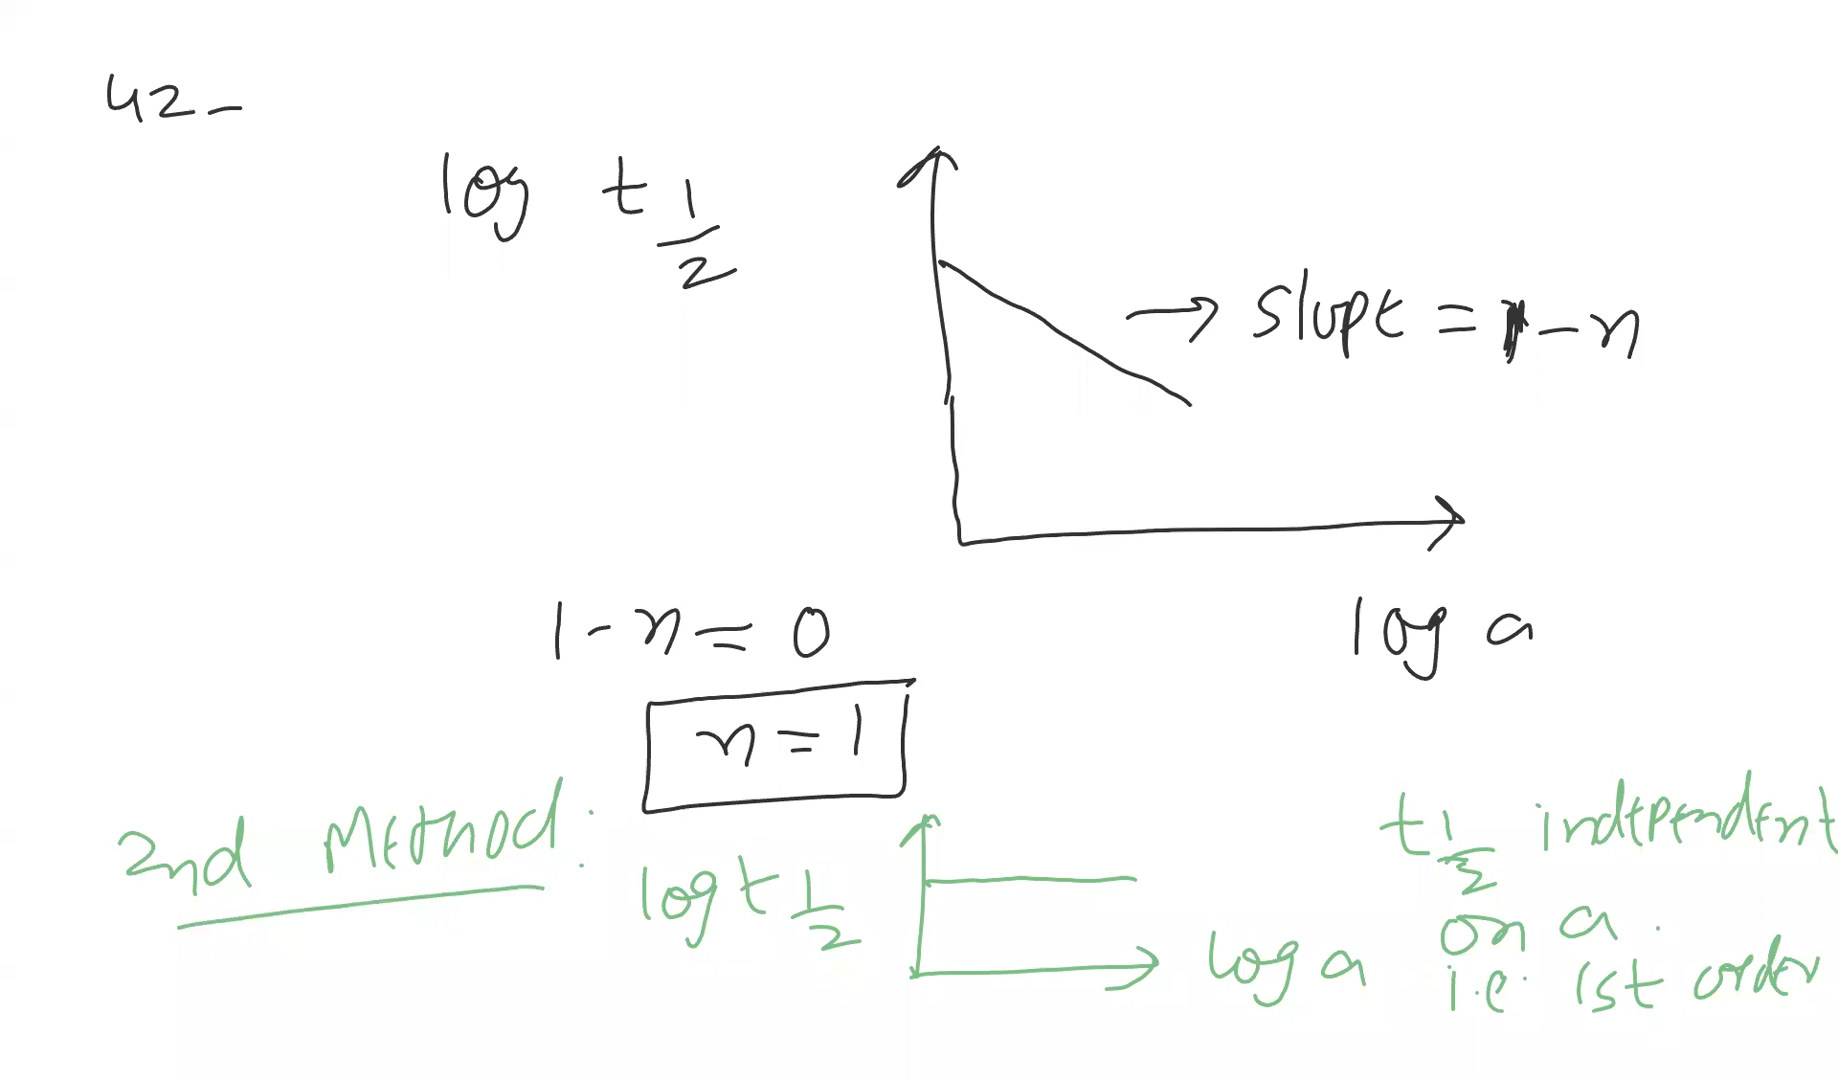 42-
log t 1/2
→ slope = 1-n
log a
1-n = 0
n = 1
2nd Method:
log t 1/2
log a
t 1/2 independent
on a.
i.e. 1st order